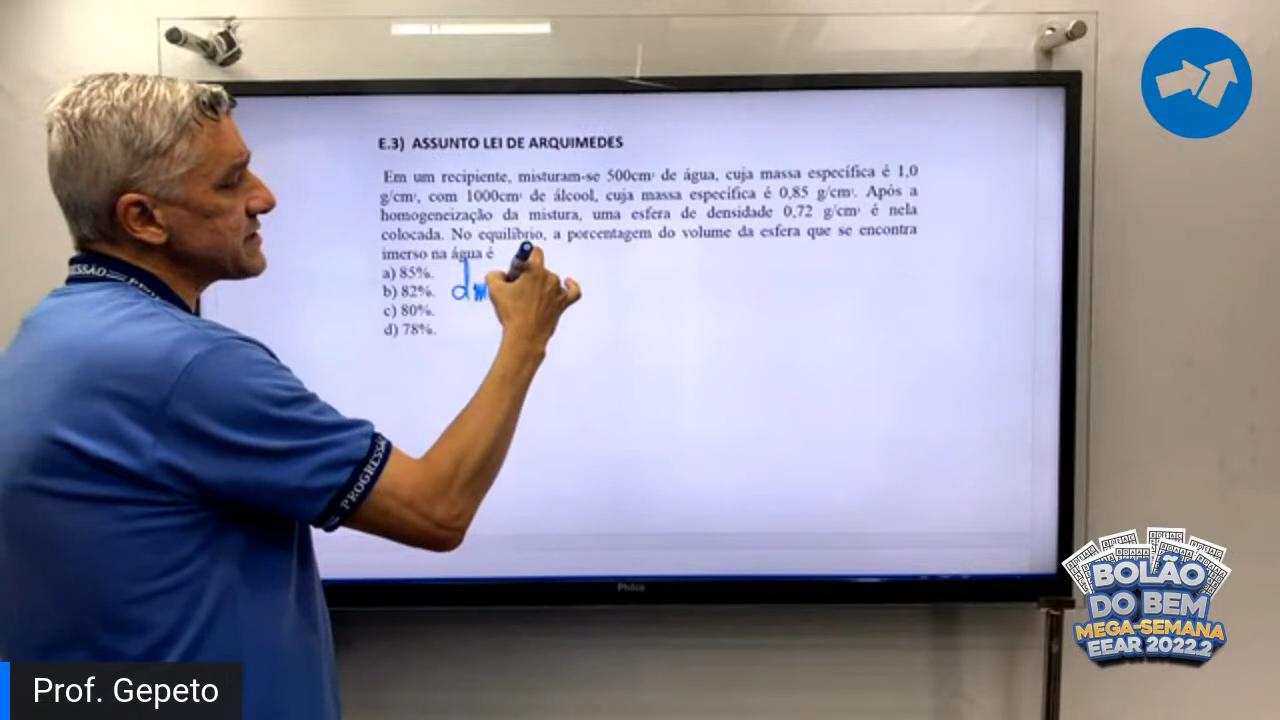 E.3) ASSUNTO LEI DE ARQUIMEDES
Em um recipiente, misturam-se 500cm³ de água, cuja massa específica é 1,0
g/cm³, com 1000cm³ de álcool, cuja massa específica é 0,85 g/cm³. Após a
homogeneização da mistura, uma esfera de densidade 0,72 g/cm³ é nela
colocada. No equilíbrio, a porcentagem do volume da esfera que se encontra
imerso na água é
a) 85%.
b) 82%.
c) 80%.
d) 78%.
dm
Philco
PROGRESSÃO
BOLÃO
DO BEM
MEGA-SEMANA
EEAR 2022.2
Prof. Gepeto